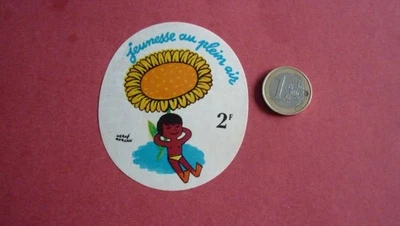 jeunesse au plein air
2F